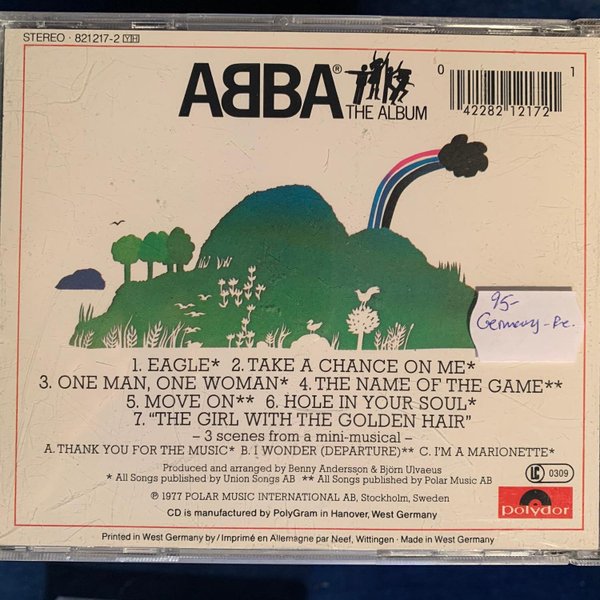 STEREO · 821217-2 YH
ABBA®
THE ALBUM
0 42282 12172 1
95-
Germany-
1. EAGLE* 2. TAKE A CHANCE ON ME*
3. ONE MAN, ONE WOMAN* 4. THE NAME OF THE GAME**
5. MOVE ON** 6. HOLE IN YOUR SOUL*
7. “THE GIRL WITH THE GOLDEN HAIR”
– 3 scenes from a mini-musical –
A. THANK YOU FOR THE MUSIC* B. I WONDER (DEPARTURE)** C. I'M A MARIONETTE*
Produced and arranged by Benny Andersson & Björn Ulvaeus
* All Songs published by Union Songs AB ** All Songs published by Polar Music AB
℗ 1977 POLAR MUSIC INTERNATIONAL AB, Stockholm, Sweden
CD is manufactured by PolyGram in Hanover, West Germany
LC 0309
polydor
Printed in West Germany by / Imprimé en Allemagne par Neef, Wittingen · Made in West Germany